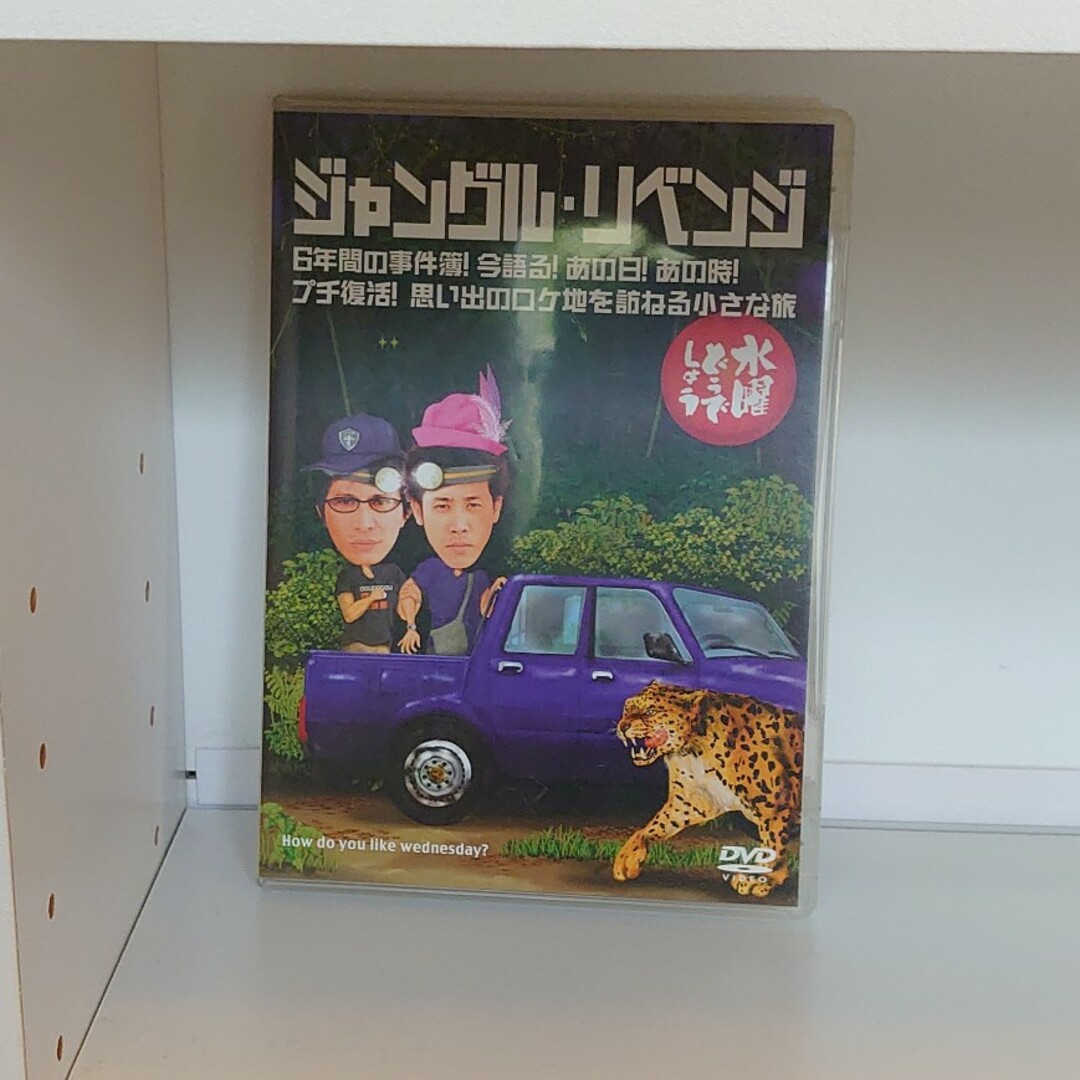 ジャングル・リベンジ
6年間の事件簿! 今語る! あの日! あの時!
プチ復活! 思い出のロケ地を訪ねる小さな旅
水曜
どうで
しょう
How do you like wednesday?
DVD
VIDEO